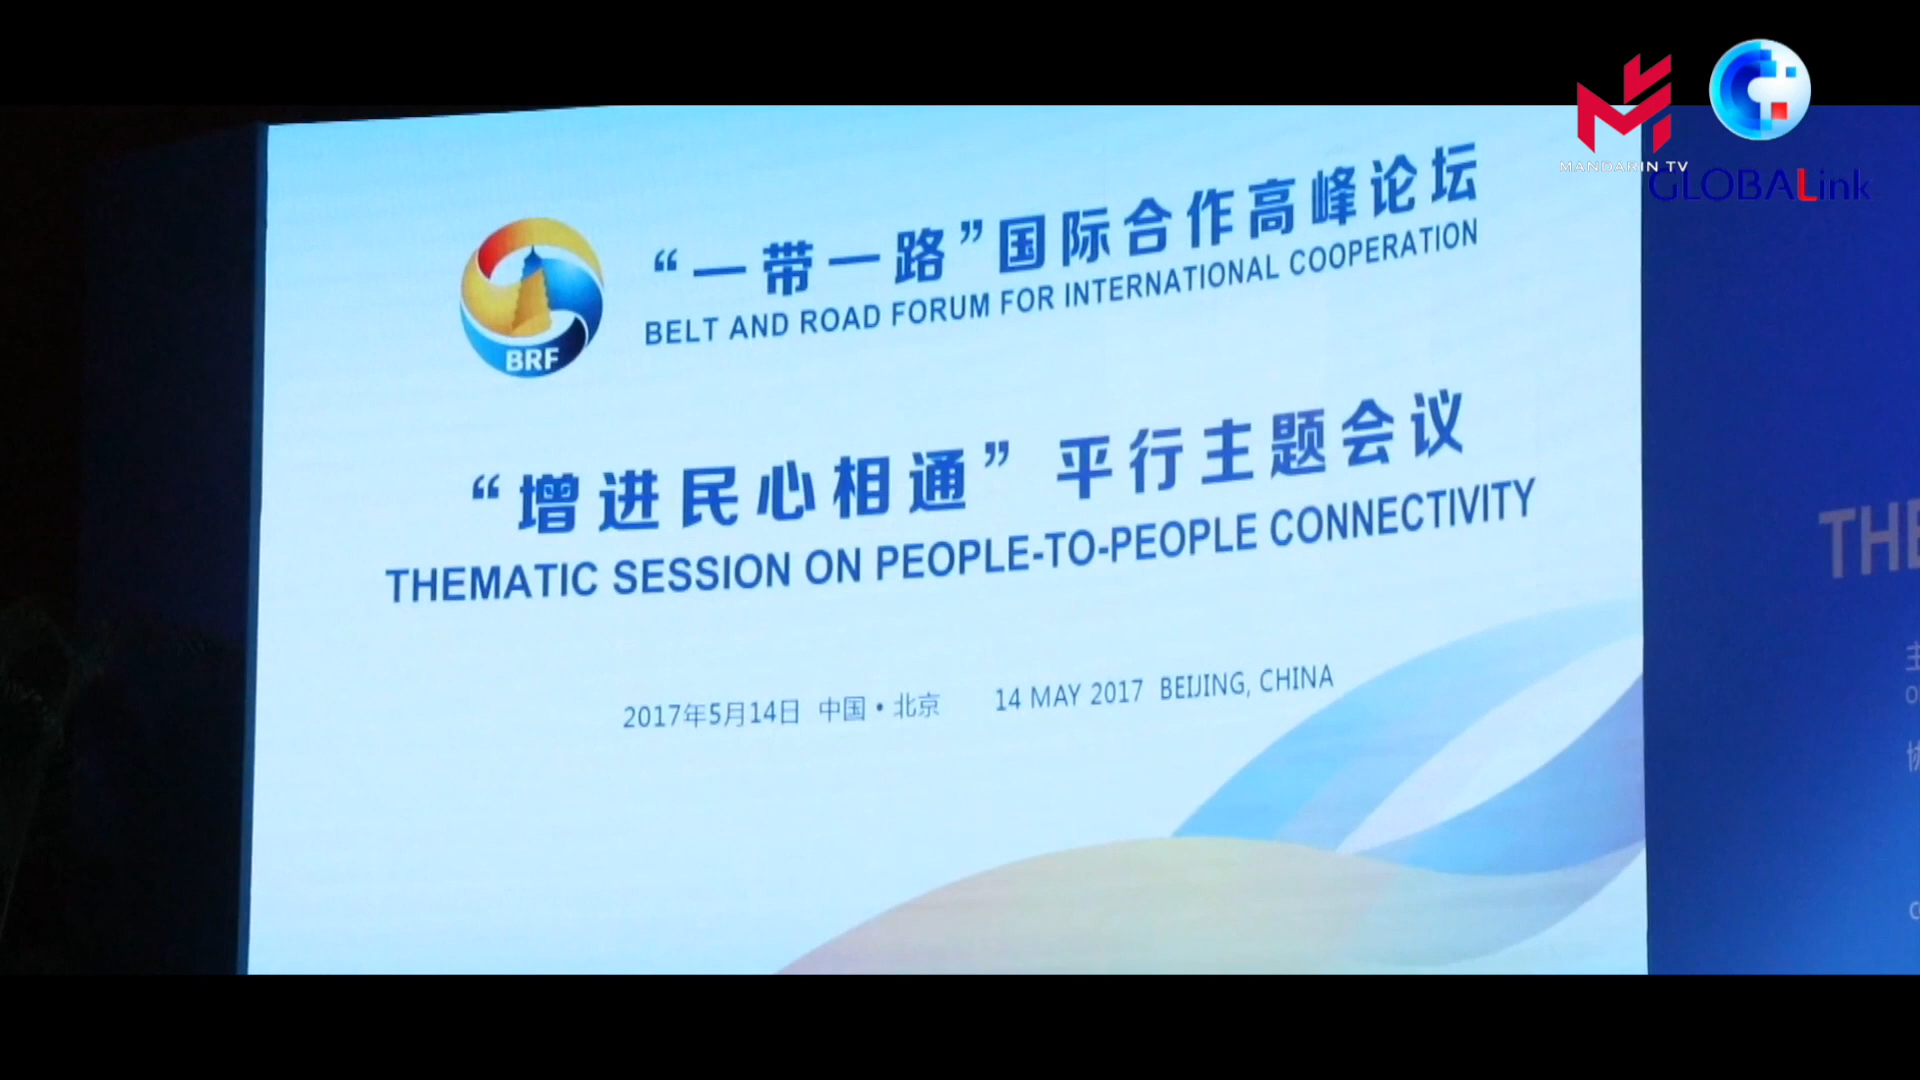 MANDARIN TV
GLOBALink
“一带一路”国际合作高峰论坛
BELT AND ROAD FORUM FOR INTERNATIONAL COOPERATION
BRF
“增进民心相通” 平行主题会议
THEMATIC SESSION ON PEOPLE-TO-PEOPLE CONNECTIVITY
2017年5月14日 中国·北京 14 MAY 2017 BEIJING, CHINA
THE
主
O
协